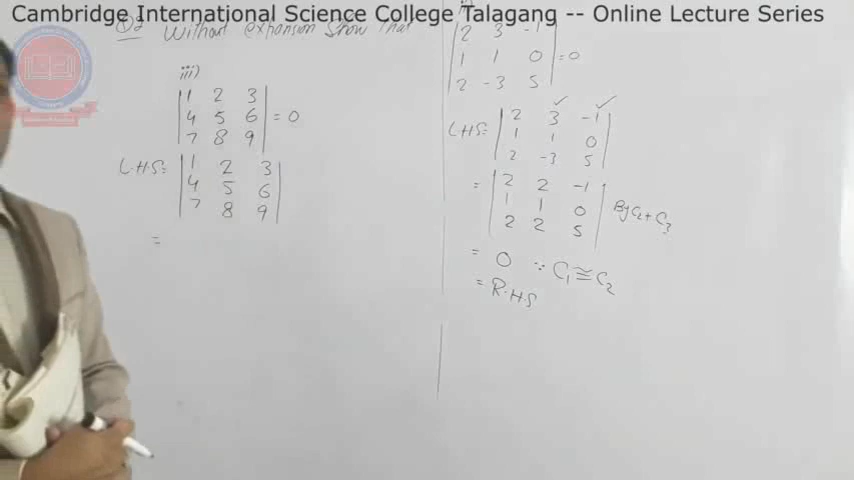 Cambridge International Science College Talagang -- Online Lecture Series
Q2 Without expansion Show that
iii)
| 1 2 3 |
| 4 5 6 | = 0
| 7 8 9 |
L.H.S = | 1 2 3 |
| 4 5 6 |
| 7 8 9 |
=
| 2 3 -1 |
| 1 1 0 | = 0
| 2 -3 5 |
LHS = | 2 3 -1 |
| 1 1 0 |
| 2 -3 5 |
= | 2 2 -1 |
| 1 1 0 | By C2 + C3
| 2 2 5 |
= 0 ∵ C1 ≅ C2
= R.H.S